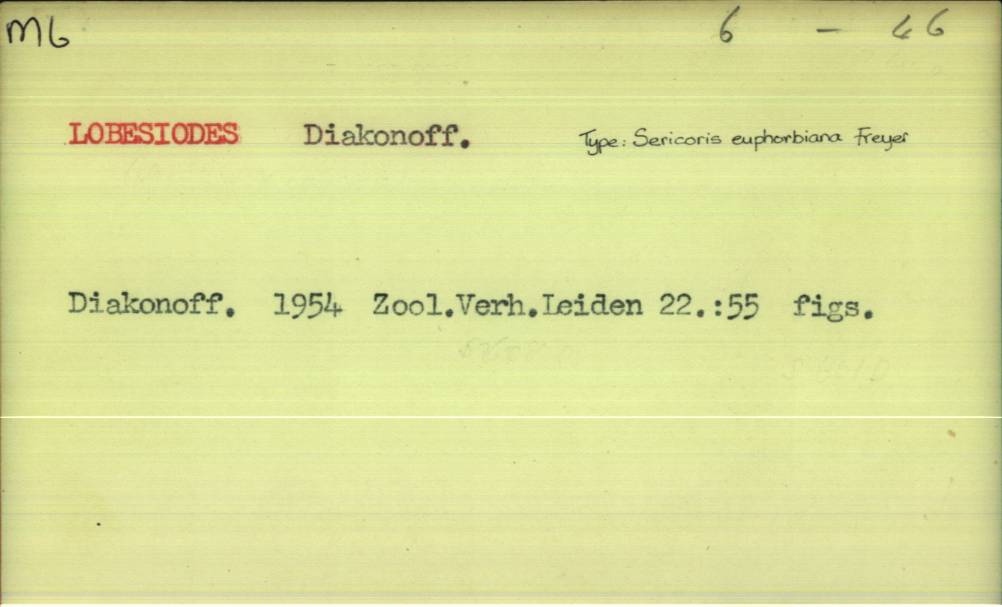 M6 6 - 46
LOBESIODES Diakonoff. Type: Sericoris euphorbiana Freyer
Diakonoff. 1954 Zool.Verh.Leiden 22.:55 figs.